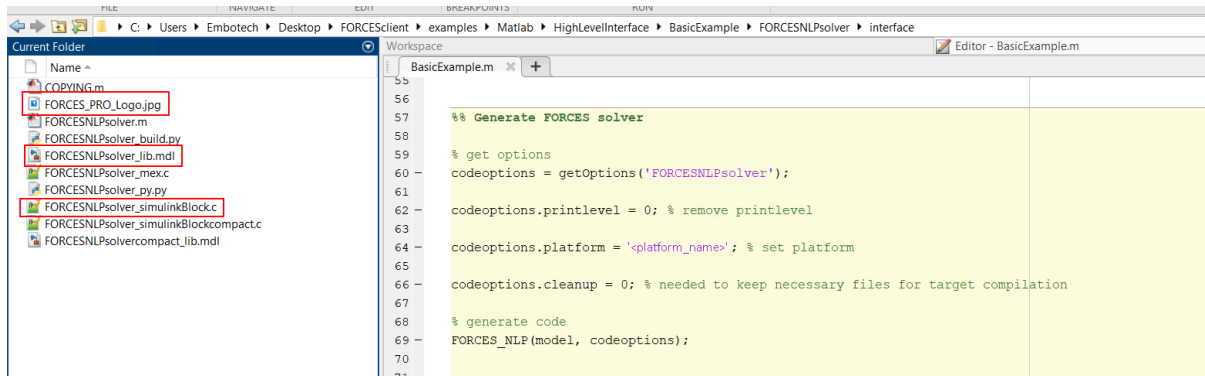 FILE NAVIGATE EDIT BREAKPOINTS RUN
C: ▸ Users ▸ Embotech ▸ Desktop ▸ FORCESclient ▸ examples ▸ Matlab ▸ HighLevelInterface ▸ BasicExample ▸ FORCESNLPsolver ▸ interface
Current Folder
Name
COPYING.m
FORCES_PRO_Logo.jpg
FORCESNLPsolver.m
FORCESNLPsolver_build.py
FORCESNLPsolver_lib.mdl
FORCESNLPsolver_mex.c
FORCESNLPsolver_py.py
FORCESNLPsolver_simulinkBlock.c
FORCESNLPsolver_simulinkBlockcompact.c
FORCESNLPsolvercompact_lib.mdl
Workspace
Editor - BasicExample.m
BasicExample.m
55
56
57 %% Generate FORCES solver
58
59 % get options
60 – codeoptions = getOptions('FORCESNLPsolver');
61
62 – codeoptions.printlevel = 0; % remove printlevel
63
64 – codeoptions.platform = '<platform_name>'; % set platform
65
66 – codeoptions.cleanup = 0; % needed to keep necessary files for target compilation
67
68 % generate code
69 – FORCES_NLP(model, codeoptions);
70
71